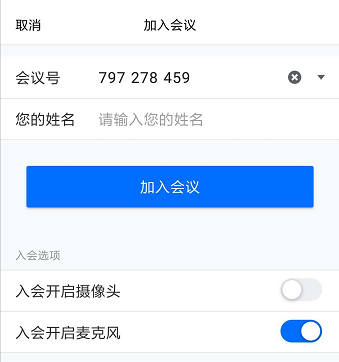 取消 加入会议
会议号 797 278 459
您的姓名 请输入您的姓名
加入会议
入会选项
入会开启摄像头
入会开启麦克风